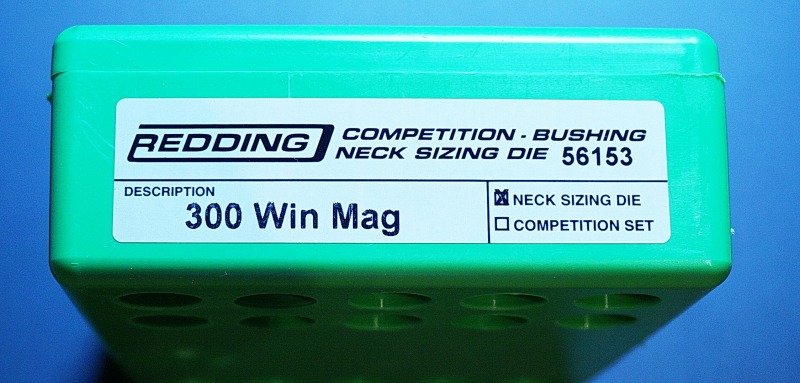 REDDING COMPETITION - BUSHING
NECK SIZING DIE 56153
DESCRIPTION
300 Win Mag
NECK SIZING DIE
COMPETITION SET